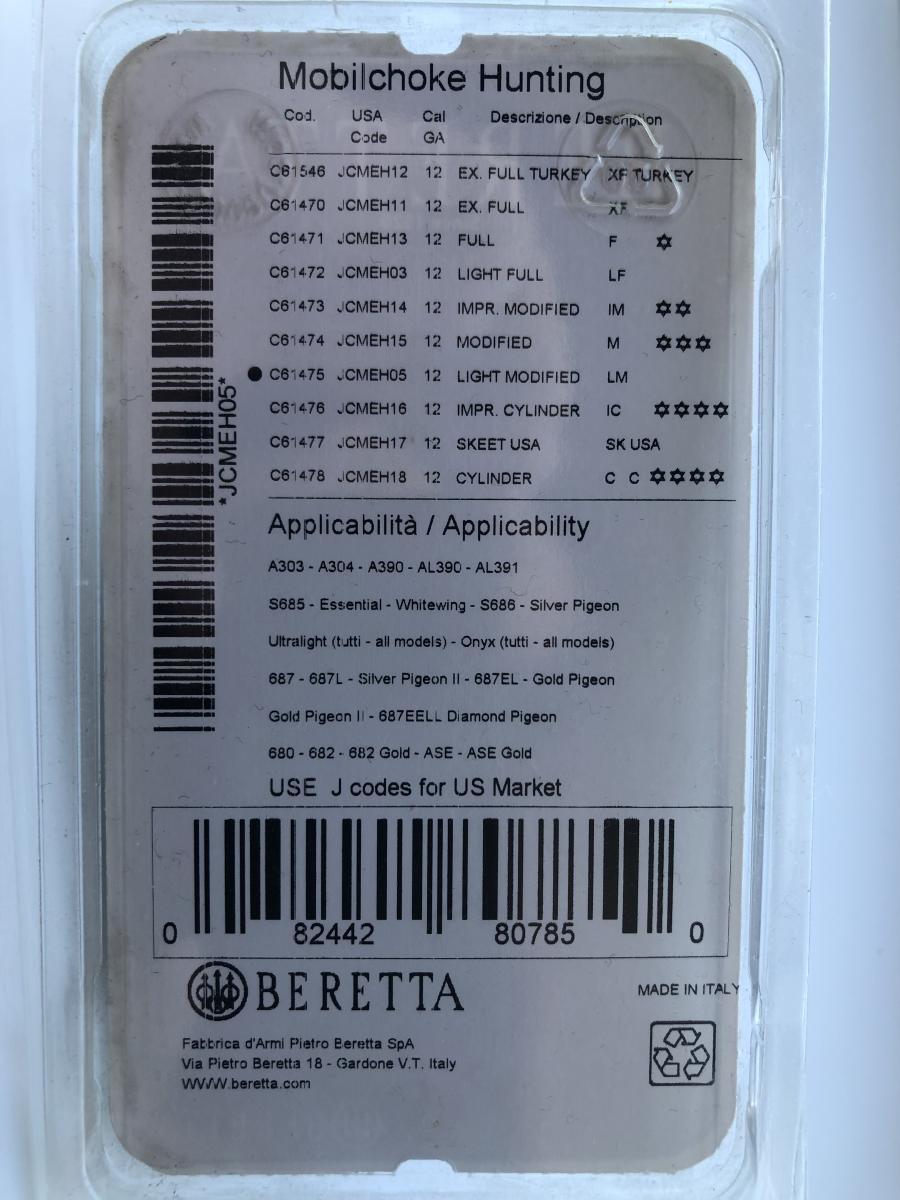 Mobilchoke Hunting
Cod. USA Code Cal GA Descrizione / Description
C61546 JCMEH12 12 EX. FULL TURKEY XF TURKEY
C61470 JCMEH11 12 EX. FULL XF
C61471 JCMEH13 12 FULL F ✡
C61472 JCMEH03 12 LIGHT FULL LF
C61473 JCMEH14 12 IMPR. MODIFIED IM ✡✡
C61474 JCMEH15 12 MODIFIED M ✡✡✡
● C61475 JCMEH05 12 LIGHT MODIFIED LM
C61476 JCMEH16 12 IMPR. CYLINDER IC ✡✡✡✡
C61477 JCMEH17 12 SKEET USA SK USA
C61478 JCMEH18 12 CYLINDER C C ✡✡✡✡
*JCMEH05*
Applicabilità / Applicability
A303 - A304 - A390 - AL390 - AL391
S685 - Essential - Whitewing - S686 - Silver Pigeon
Ultralight (tutti - all models) - Onyx (tutti - all models)
687 - 687L - Silver Pigeon II - 687EL - Gold Pigeon
Gold Pigeon II - 687EELL Diamond Pigeon
680 - 682 - 682 Gold - ASE - ASE Gold
USE J codes for US Market
0 82442 80785 0
BERETTA
MADE IN ITALY
Fabbrica d'Armi Pietro Beretta SpA
Via Pietro Beretta 18 - Gardone V.T. Italy
WWW.beretta.com